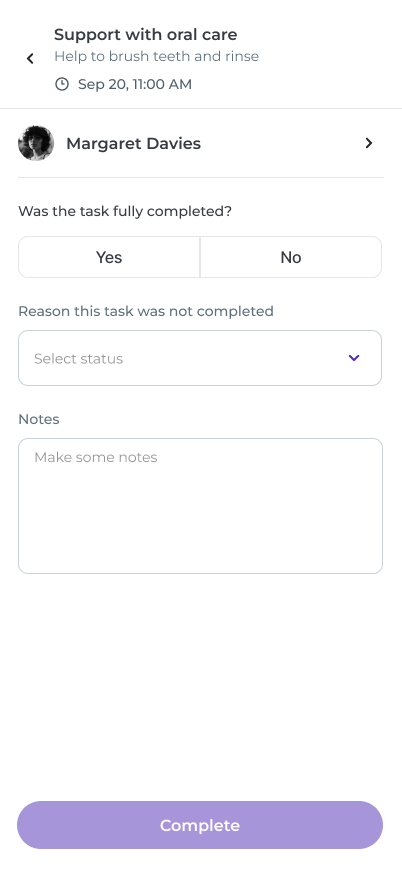 Support with oral care
Help to brush teeth and rinse
Sep 20, 11:00 AM
Margaret Davies
Was the task fully completed?
Yes No
Reason this task was not completed
Select status
Notes
Make some notes
Complete